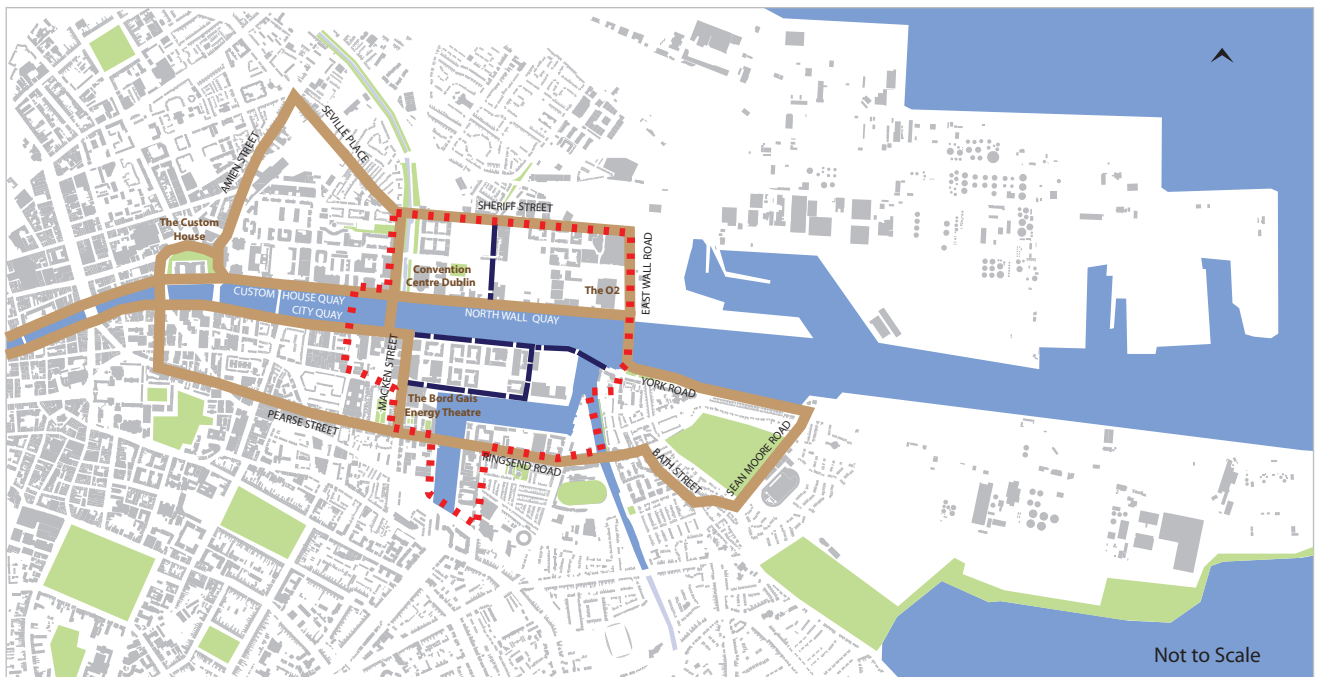 SEVILLE PLACE
AMIEN STREET
SHERIFF STREET
The Custom
House
EAST WALL ROAD
Convention
Centre Dublin
The O2
CUSTOM HOUSE QUAY
CITY QUAY
NORTH WALL QUAY
MACKEN STREET
YORK ROAD
The Bord Gais
Energy Theatre
PEARSE STREET
RINGSEND ROAD
BATH STREET
SEAN MOORE ROAD
Not to Scale